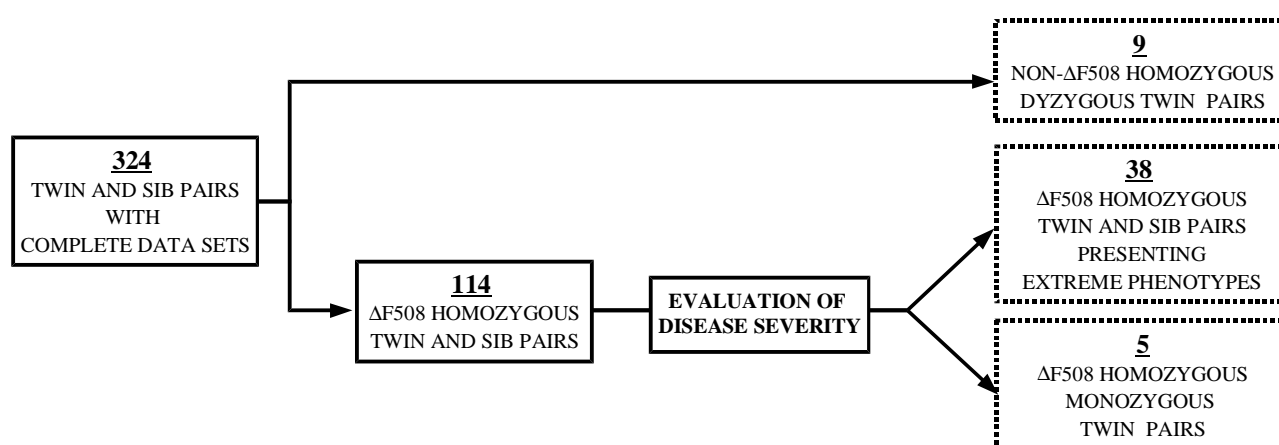 324
TWIN AND SIB PAIRS
WITH
COMPLETE DATA SETS
114
ΔF508 HOMOZYGOUS
TWIN AND SIB PAIRS
EVALUATION OF
DISEASE SEVERITY
9
NON-ΔF508 HOMOZYGOUS
DYZYGOUS TWIN PAIRS
38
ΔF508 HOMOZYGOUS
TWIN AND SIB PAIRS
PRESENTING
EXTREME PHENOTYPES
5
ΔF508 HOMOZYGOUS
MONOZYGOUS
TWIN PAIRS